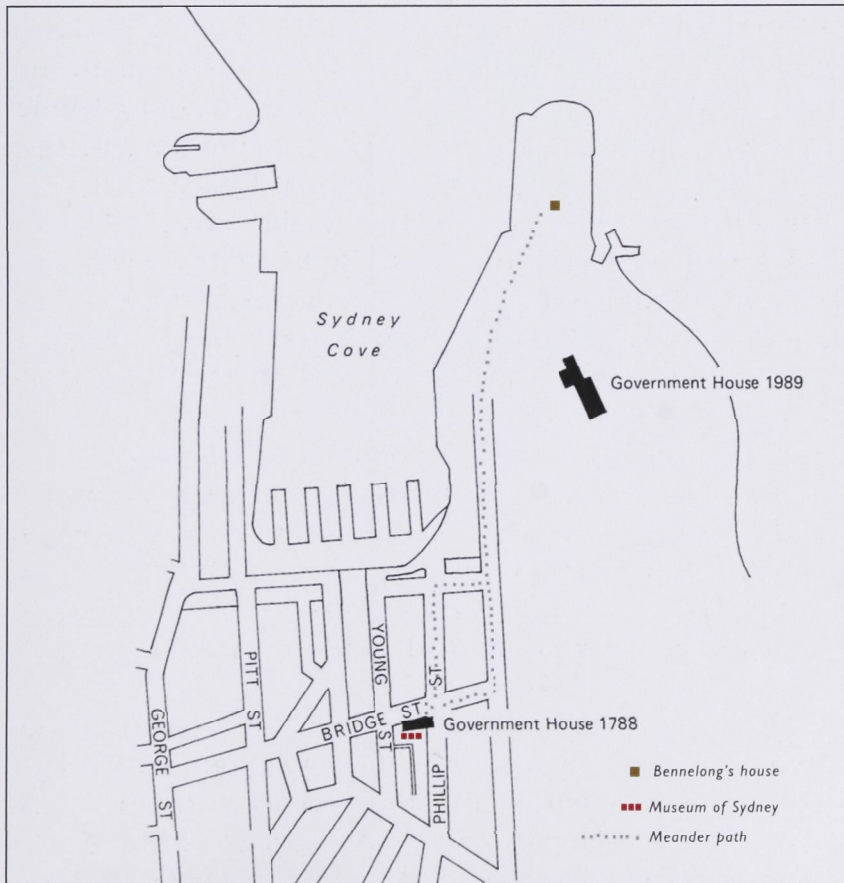 Sydney
Cove
Government House 1989
YOUNG
ST
PITT
ST
ST
BRIDGE ST
Government House 1788
GEORGE
ST
PHILLIP
Bennelong's house
Museum of Sydney
Meander path